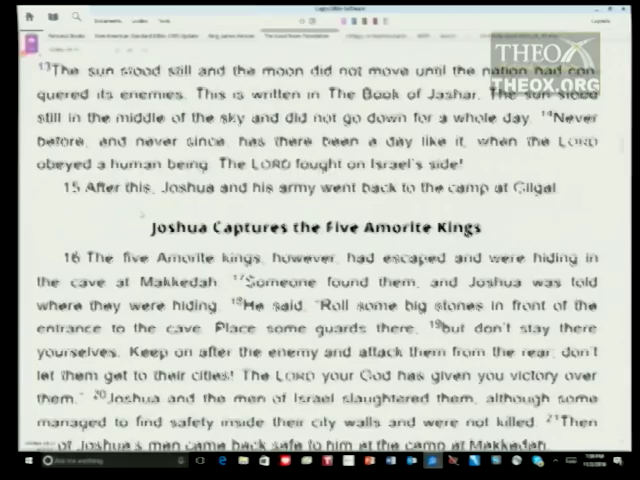 Logos Bible Software
Documents Guides Tools
THEOX
THEOX.ORG
13The sun stood still and the moon did not move until the nation had con
quered its enemies. This is written in The Book of Jashar. The sun stood
still in the middle of the sky and did not go down for a whole day. 14Never
before, and never since, has there been a day like it, when the LORD
obeyed a human being. The LORD fought on Israel's side!
15 After this, Joshua and his army went back to the camp at Gilgal.
Joshua Captures the Five Amorite Kings
16 The five Amorite kings, however, had escaped and were hiding in
the cave at Makkedah. 17Someone found them, and Joshua was told
where they were hiding. 18He said, "Roll some big stones in front of the
entrance to the cave. Place some guards there, 19but don't stay there
yourselves. Keep on after the enemy and attack them from the rear; don't
let them get to their cities! The LORD your God has given you victory over
them." 20Joshua and the men of Israel slaughtered them, although some
managed to find safety inside their city walls and were not killed. 21Then
of Joshua's men came back safe to him at the camp at Makkedah.
Ask me anything